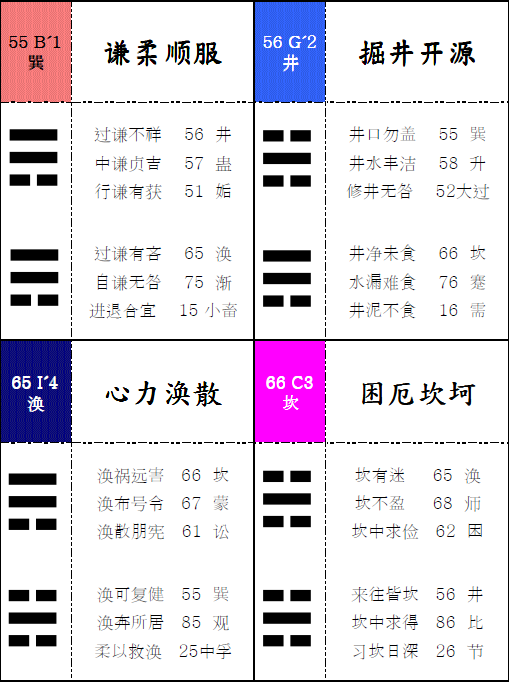 55 B´1
巽
谦柔顺服
过谦不祥 56 井
中谦贞吉 57 蛊
行谦有获 51 姤
过谦有吝 65 涣
自谦无咎 75 渐
进退合宜 15 小畜
56 G´2
井
掘井开源
井口勿盖 55 巽
井水丰洁 58 升
修井无咎 52大过
井净未食 66 坎
水漏难食 76 蹇
井泥不食 16 需
65 I´4
涣
心力涣散
涣祸远害 66 坎
涣布号令 67 蒙
涣散朋宪 61 讼
涣可复健 55 巽
涣奔所居 85 观
柔以救涣 25中孚
66 C3
坎
困厄坎坷
坎有迷 65 涣
坎不盈 68 师
坎中求俭 62 困
来往皆坎 56 井
坎中求得 86 比
习坎日深 26 节